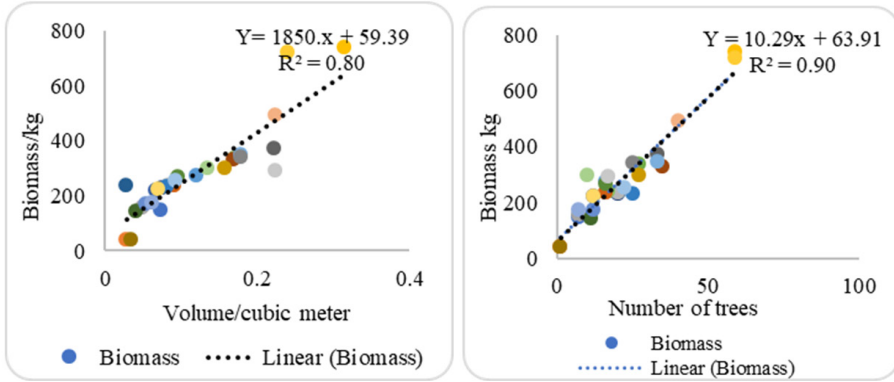 800
600
400
200
0
Biomass/kg
Y= 1850.x + 59.39
R² = 0.80
0 0.2 0.4
Volume/cubic meter
Biomass Linear (Biomass)
800
600
400
200
0
Biomass kg
Y = 10.29x + 63.91
R² = 0.90
0 50 100
Number of trees
Biomass
Linear (Biomass)